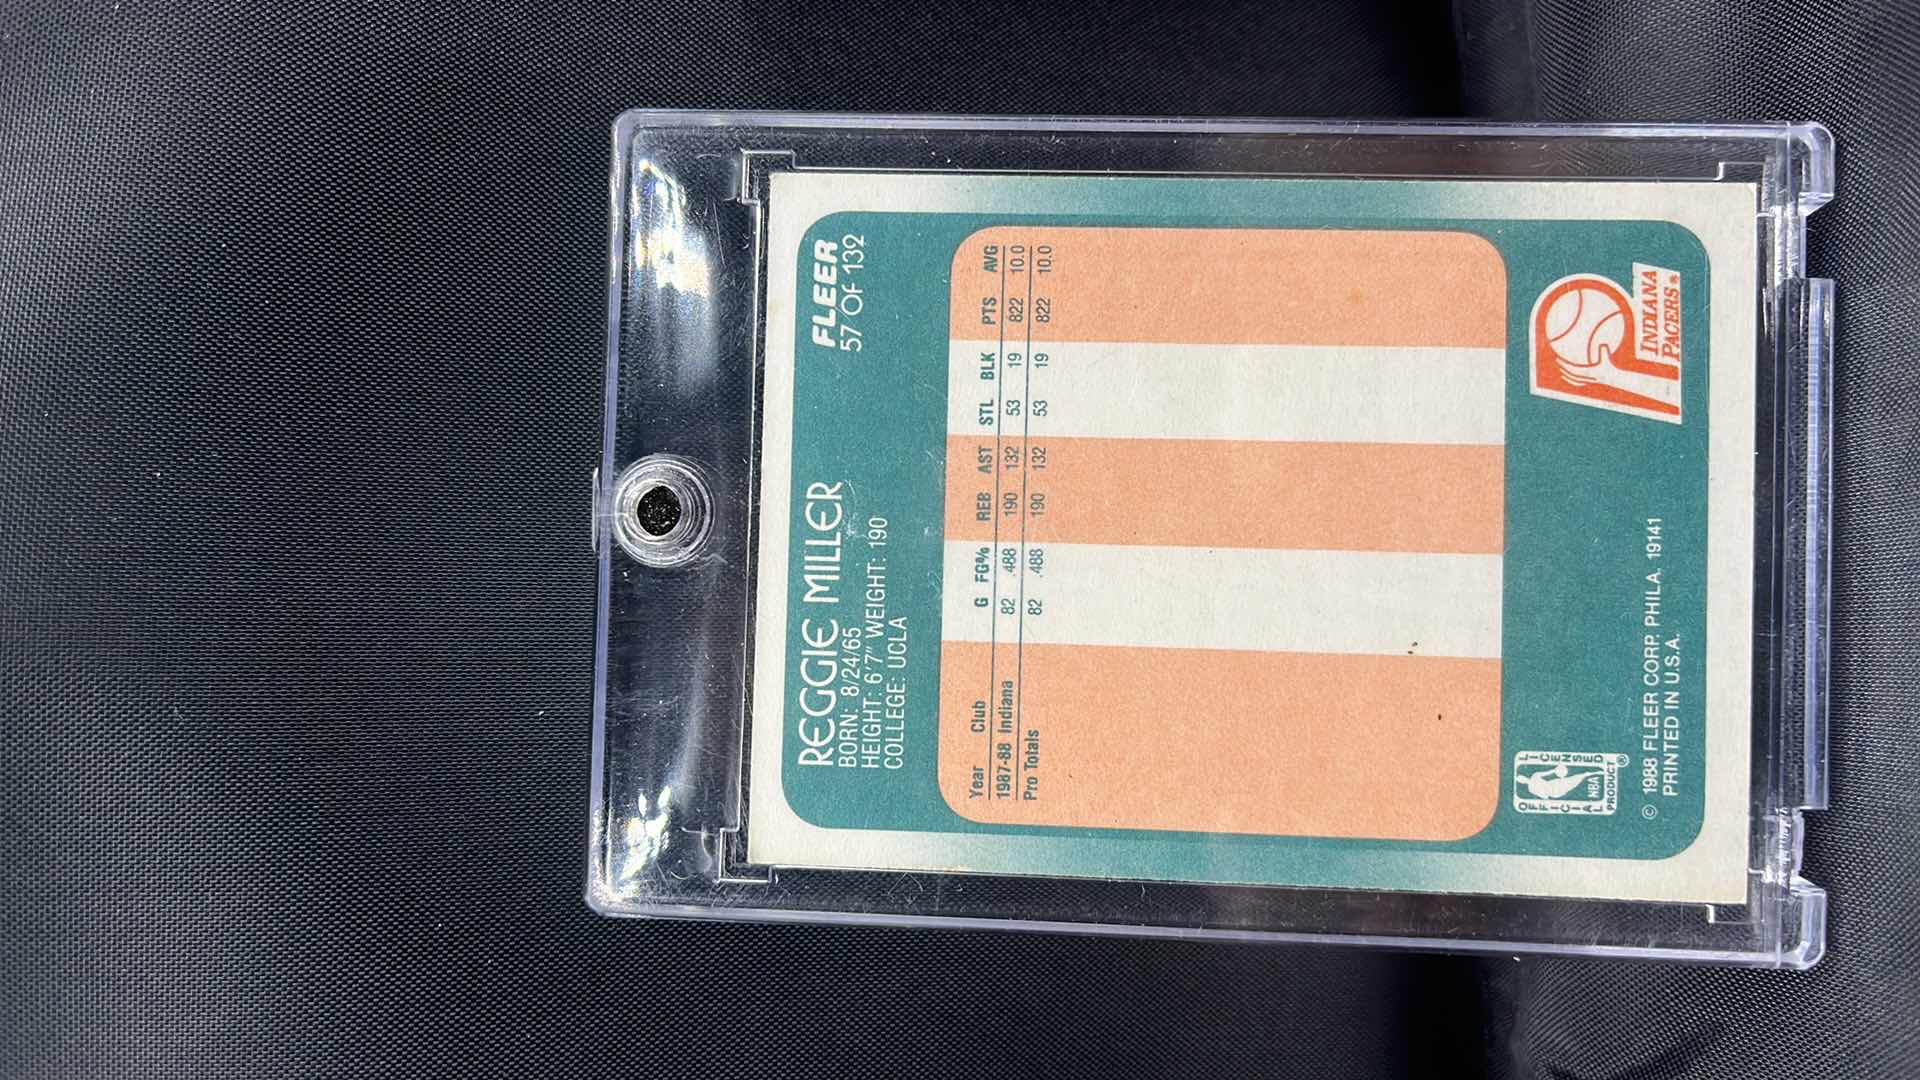 FLEER
57 OF 132
REGGIE MILLER
BORN: 8/24/65
HEIGHT: 6'7" WEIGHT: 190
COLLEGE: UCLA
Year Club G FG% REB AST STL BLK PTS AVG
1987-88 Indiana 82 .488 190 132 53 19 822 10.0
Pro Totals 82 .488 190 132 53 19 822 10.0
OFFICIAL LICENSED
NBA
PRODUCT ®
INDIANA
PACERS ®
© 1988 FLEER CORP. PHILA. 19141
PRINTED IN U.S.A.